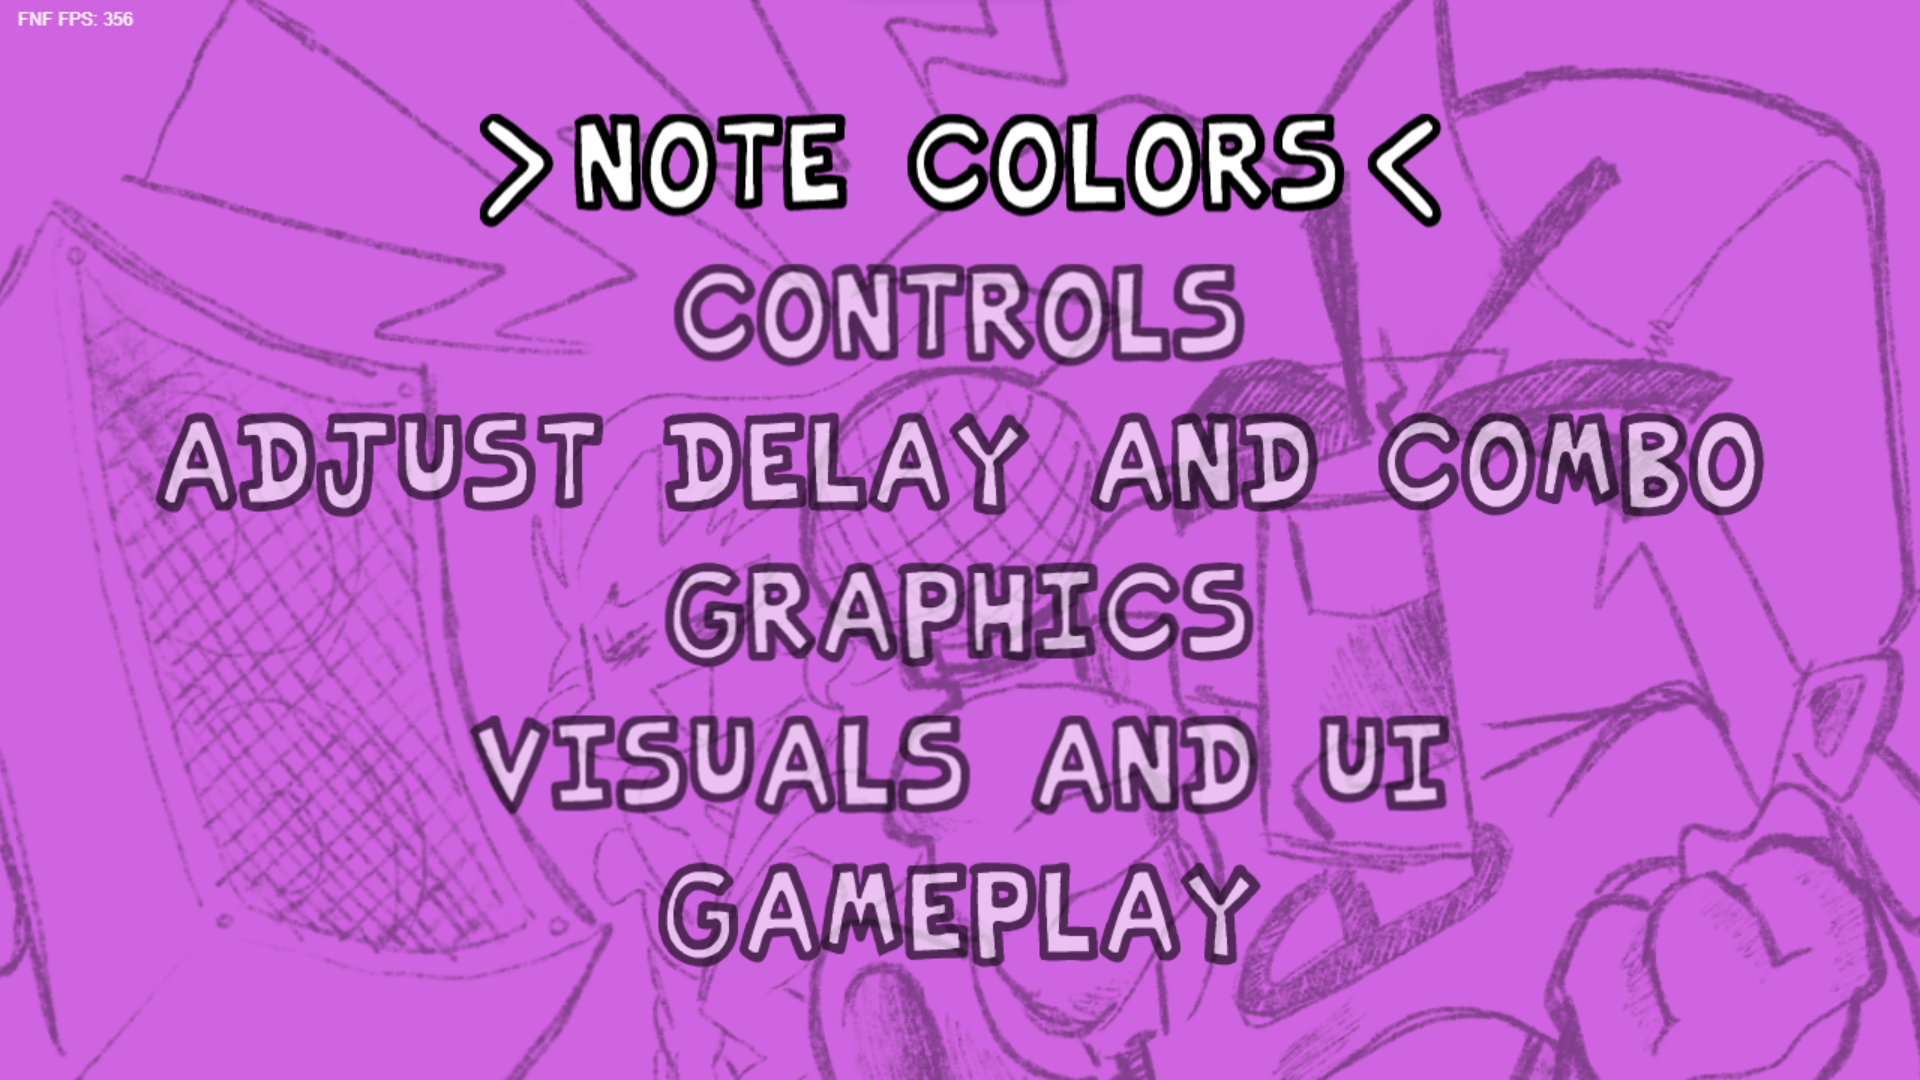 FNF FPS: 356
>NOTE COLORS<
CONTROLS
ADJUST DELAY AND COMBO
GRAPHICS
VISUALS AND UI
GAMEPLAY